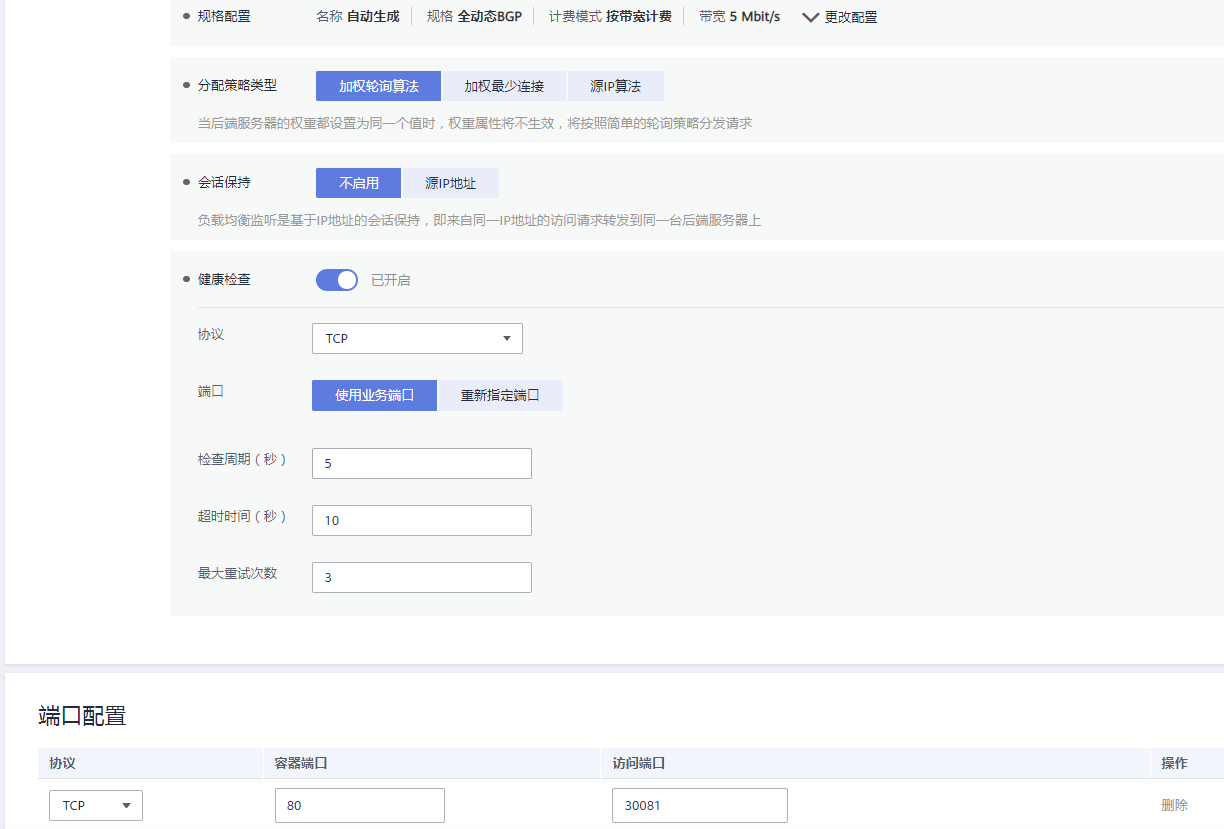 规格配置 名称 自动生成 规格 全动态BGP 计费模式 按带宽计费 带宽 5 Mbit/s 更改配置
分配策略类型 加权轮询算法 加权最少连接 源IP算法
当后端服务器的权重都设置为同一个值时，权重属性将不生效，将按照简单的轮询策略分发请求
会话保持 不启用 源IP地址
负载均衡监听是基于IP地址的会话保持，即来自同一IP地址的访问请求转发到同一台后端服务器上
健康检查 已开启
协议 TCP
端口 使用业务端口 重新指定端口
检查周期（秒） 5
超时时间（秒） 10
最大重试次数 3
端口配置
协议 容器端口 访问端口 操作
TCP 80 30081 删除